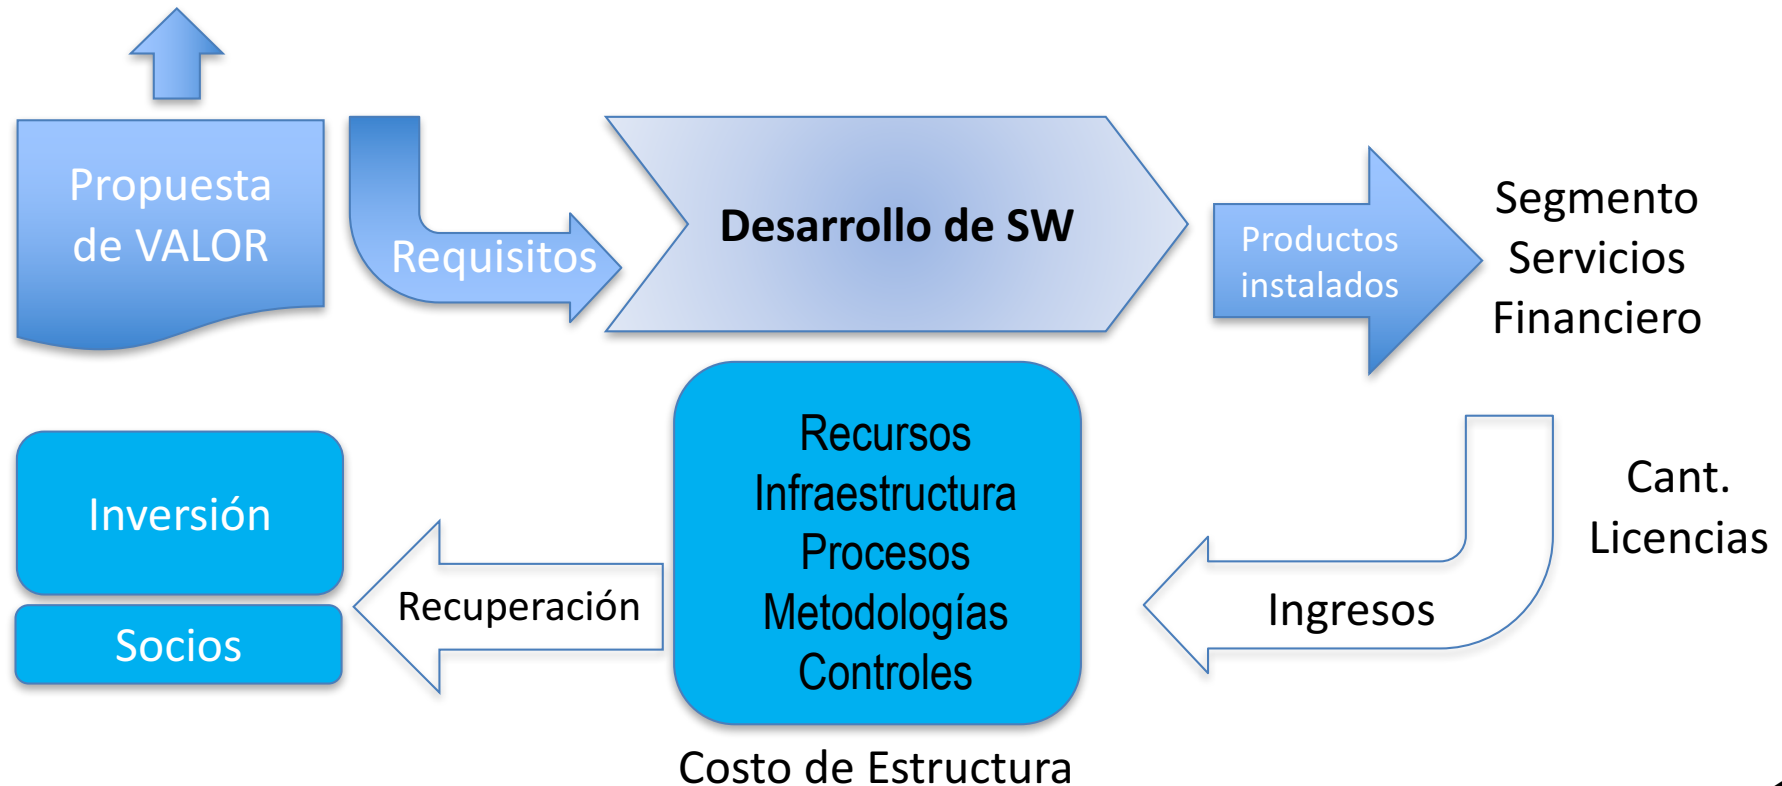 Propuesta
de VALOR
Requisitos
Desarrollo de SW
Productos
instalados
Segmento
Servicios
Financiero
Inversión
Socios
Recuperación
Recursos
Infraestructura
Procesos
Metodologías
Controles
Costo de Estructura
Ingresos
Cant.
Licencias